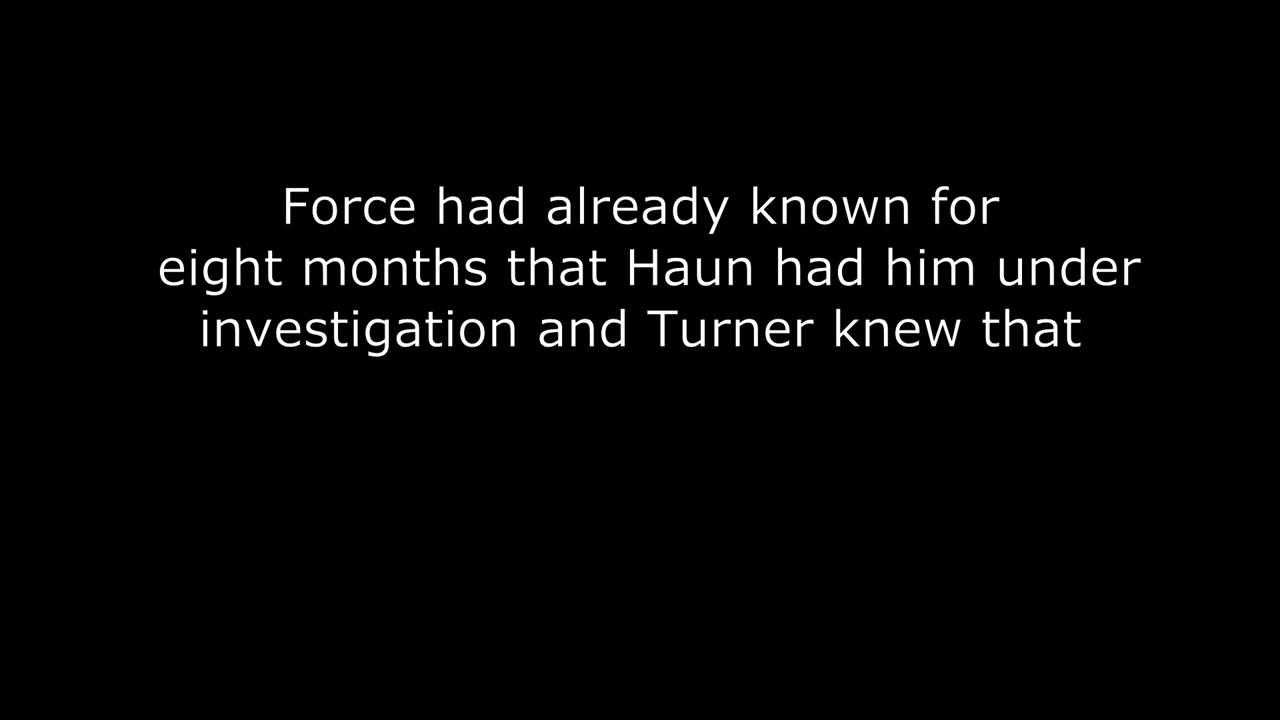 Force had already known for
eight months that Haun had him under
investigation and Turner knew that